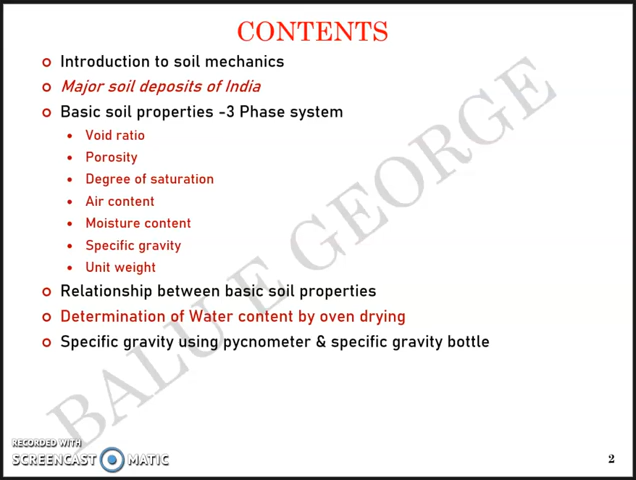 CONTENTS
Introduction to soil mechanics
Major soil deposits of India
Basic soil properties -3 Phase system
Void ratio
Porosity
Degree of saturation
Air content
Moisture content
Specific gravity
Unit weight
Relationship between basic soil properties
Determination of Water content by oven drying
Specific gravity using pycnometer & specific gravity bottle
BALU E GEORGE
RECORDED WITH
SCREENCAST MATIC
2